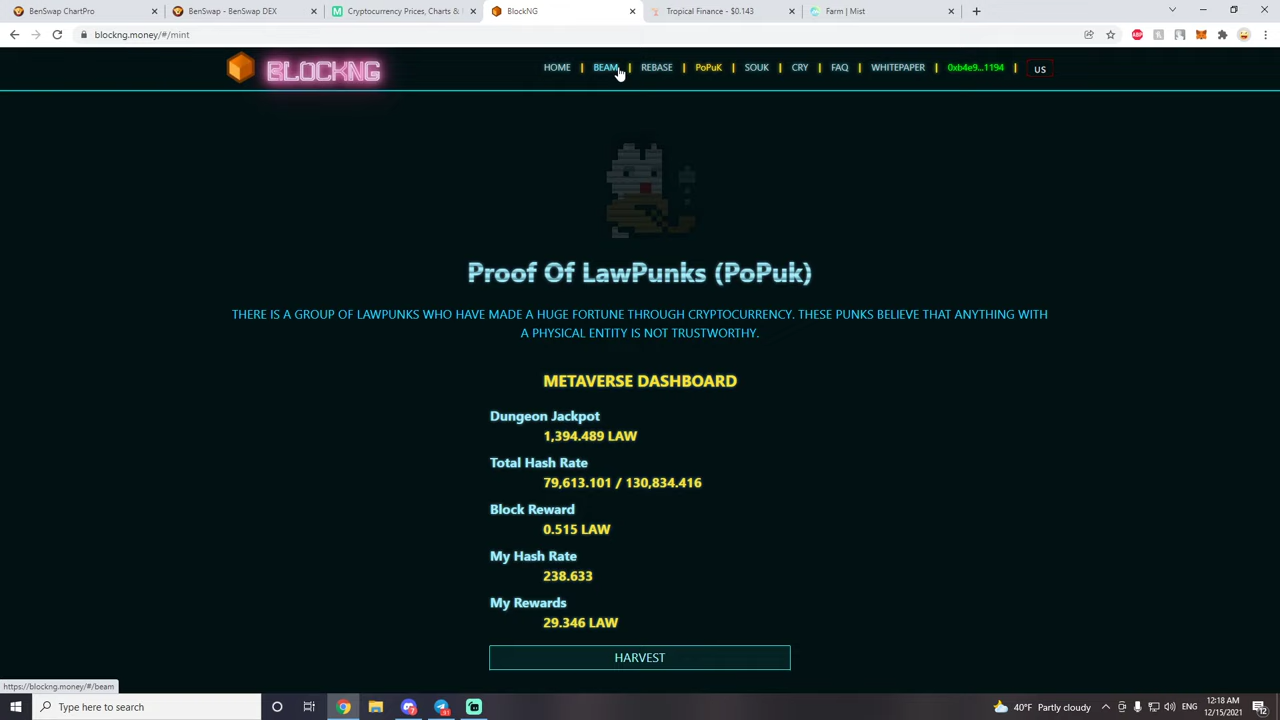 BenSwap ChartPro
BenSwap - BenSwap DEX
Cryptocurrency Prices, Charts &
BlockNG
Tropical Finance - $0.143
Farm | Mist
blockng.money/#/mint
ABP
BLOCKNG
HOME | BEAM | REBASE | PoPuK | SOUK | CRY | FAQ | WHITEPAPER | 0xb4e9...1194 | US
Proof Of LawPunks (PoPuk)
THERE IS A GROUP OF LAWPUNKS WHO HAVE MADE A HUGE FORTUNE THROUGH CRYPTOCURRENCY. THESE PUNKS BELIEVE THAT ANYTHING WITH
A PHYSICAL ENTITY IS NOT TRUSTWORTHY.
METAVERSE DASHBOARD
Dungeon Jackpot
1,394.489 LAW
Total Hash Rate
79,613.101 / 130,834.416
Block Reward
0.515 LAW
My Hash Rate
238.633
My Rewards
29.346 LAW
HARVEST
https://blockng.money/#/beam
Type here to search
40°F Partly cloudy
ENG
12:18 AM
12/15/2021